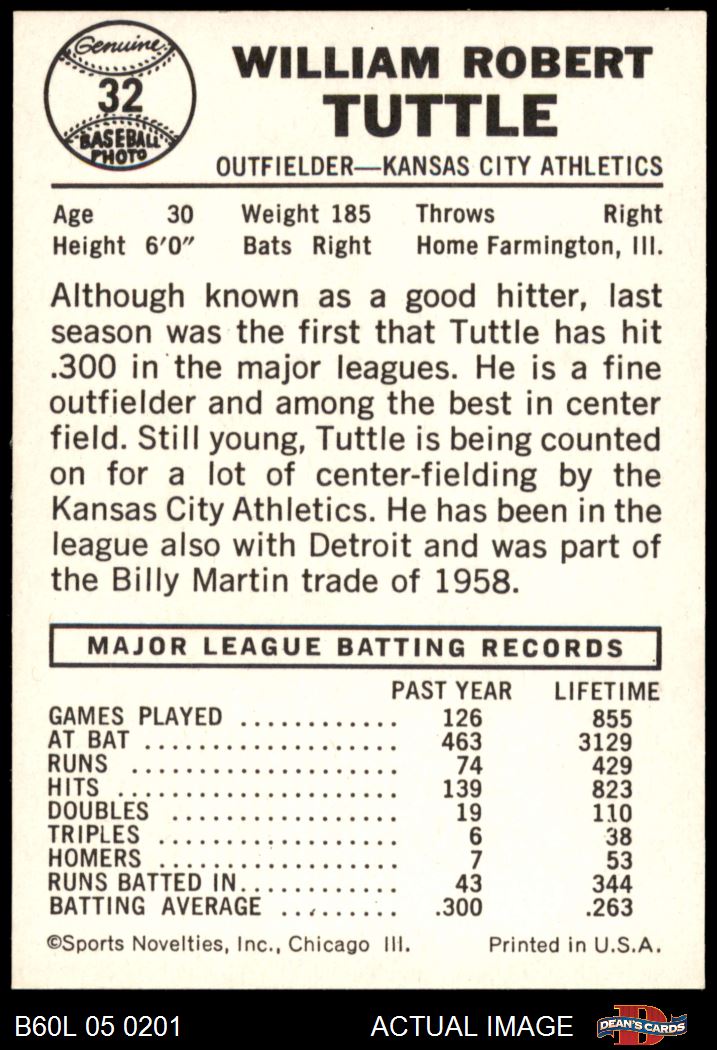 Genuine
32
BASEBALL
PHOTO
WILLIAM ROBERT
TUTTLE
OUTFIELDER—KANSAS CITY ATHLETICS
Age 30 Weight 185 Throws Right
Height 6'0" Bats Right Home Farmington, Ill.
Although known as a good hitter, last
season was the first that Tuttle has hit
.300 in the major leagues. He is a fine
outfielder and among the best in center
field. Still young, Tuttle is being counted
on for a lot of center-fielding by the
Kansas City Athletics. He has been in the
league also with Detroit and was part of
the Billy Martin trade of 1958.
MAJOR LEAGUE BATTING RECORDS
PAST YEAR LIFETIME
GAMES PLAYED ............ 126 855
AT BAT ................... 463 3129
RUNS .................... 74 429
HITS ..................... 139 823
DOUBLES ................. 19 110
TRIPLES .................. 6 38
HOMERS .................. 7 53
RUNS BATTED IN............ 43 344
BATTING AVERAGE ......... .300 .263
©Sports Novelties, Inc., Chicago Ill. Printed in U.S.A.
B60L 05 0201 ACTUAL IMAGE DEAN'S CARDS